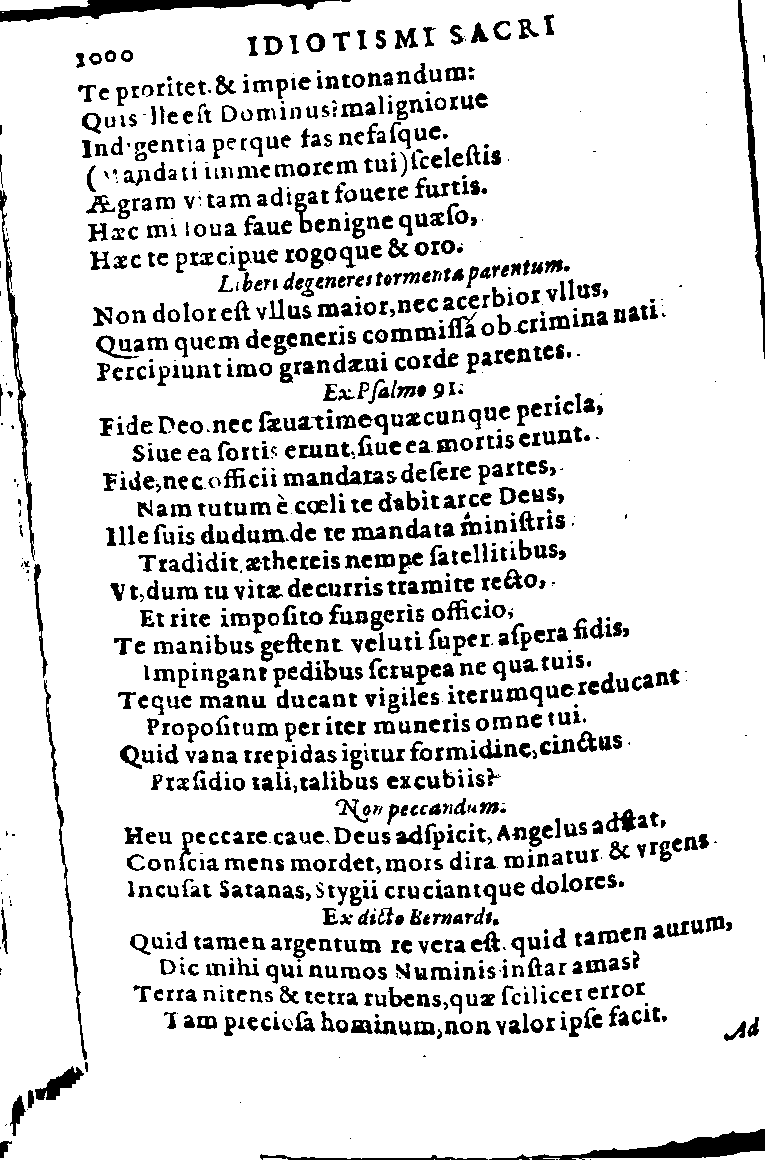 1000 IDIOTISMI SACRI
Te proritet. & impie intonandum:
Quis ille est Dominus? maligniorue
Indigentia perque fas nefasque.
(Mandati immemorem tui) scelestis
Ægram vitam adigat fouere furtis.
Hæc mi Ioua faue benigne quæso,
Hæc te præcipue rogoque & oro.
Liberi degeneres tormenta parentum.
Non dolor est vllus maior, nec acerbior vllus,
Quam quem degeneris commissa ob crimina nati
Percipiunt imo grandæui corde parentes.
Ex Psalmo 91.
Fide Deo. nec sæua time quæcunque pericla,
Siue ea sortis erunt, siue ea mortis erunt.
Fide, nec officii mandatas desere partes,
Nam tutum è cœli te dabit arce Deus,
Ille suis dudum de te mandata ministris
Tradidit æthereis nempe satellitibus,
Vt, dum tu vitæ decurris tramite recto,
Et rite imposito fungeris officio,
Te manibus gestent veluti super aspera fidis,
Impingant pedibus scrupea ne qua tuis.
Teque manu ducant vigiles iterumque reducant
Propositum per iter muneris omne tui.
Quid vana trepidas igitur formidine, cinctus
Præsidio tali, talibus excubiis?
Non peccandum.
Heu peccare caue. Deus adspicit, Angelus adstat,
Conscia mens mordet, mors dira minatur & vrgens
Incusat Satanas, Stygii cruciantque dolores.
Ex dicto Bernardi.
Quid tamen argentum re vera est. quid tamen aurum,
Dic mihi qui numos Numinis instar amas?
Terra nitens & tetra rubens, quæ scilicet error
Tam preciosa hominum, non valor ipse facit.
Ad